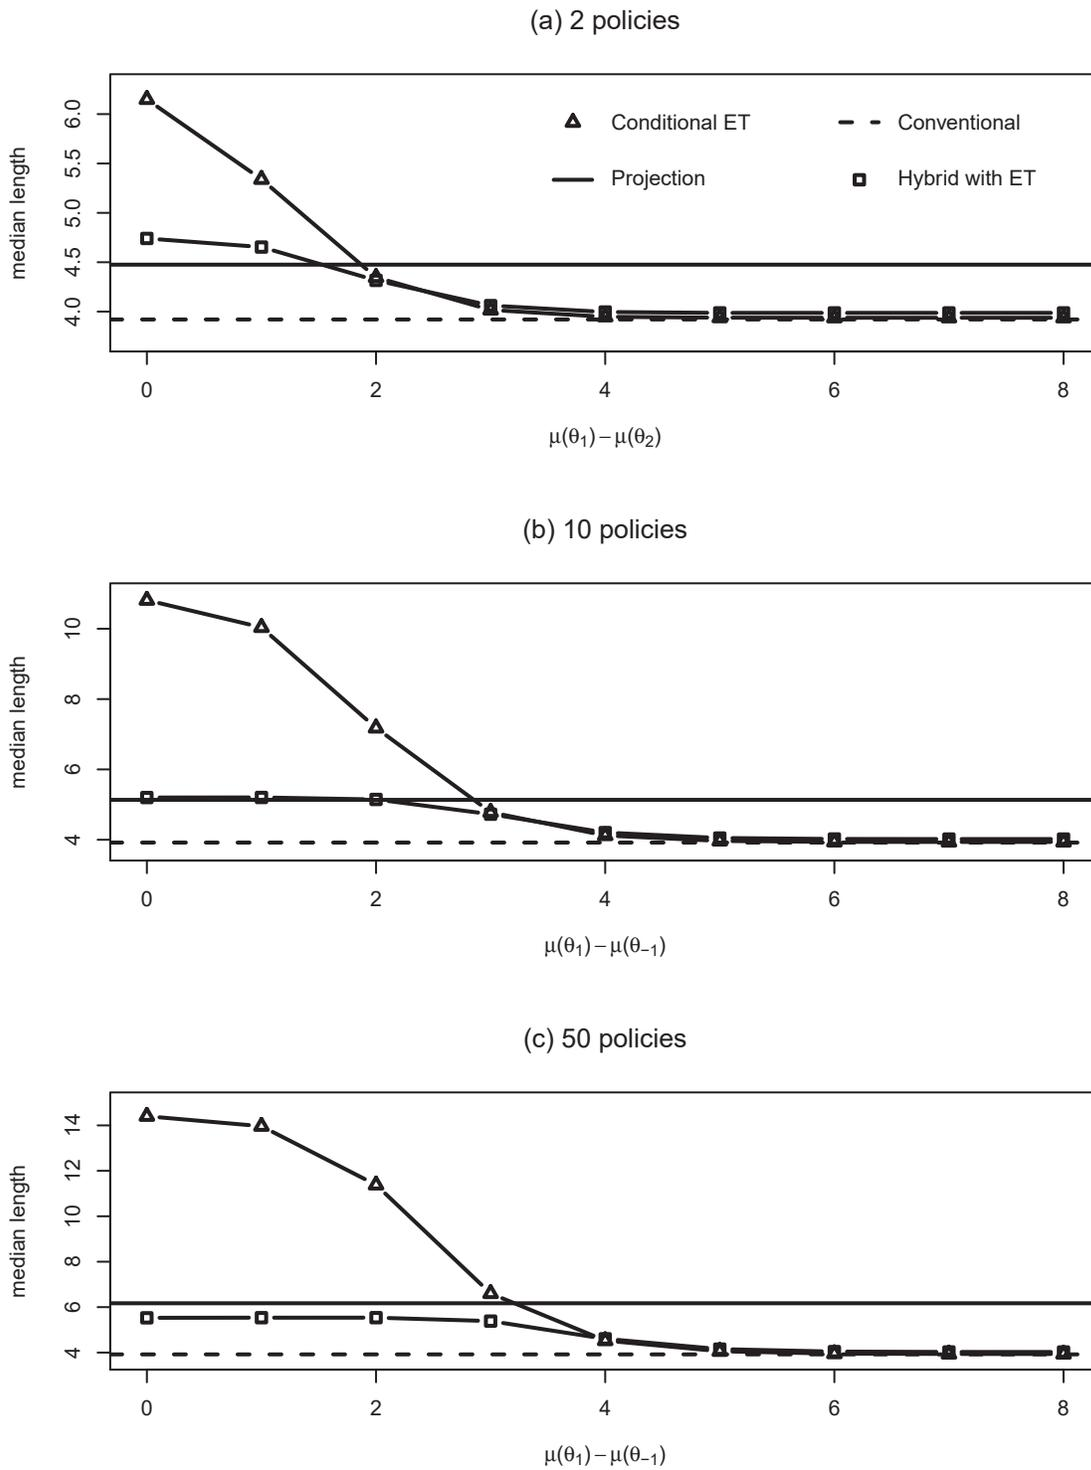 (a) 2 policies
median length
6.0
5.5
5.0
4.5
4.0
Conditional ET
Conventional
Projection
Hybrid with ET
0 2 4 6 8
μ(θ₁) – μ(θ₂)
(b) 10 policies
median length
10
8
6
4
0 2 4 6 8
μ(θ₁) – μ(θ₋₁)
(c) 50 policies
median length
14
12
10
8
6
4
0 2 4 6 8
μ(θ₁) – μ(θ₋₁)